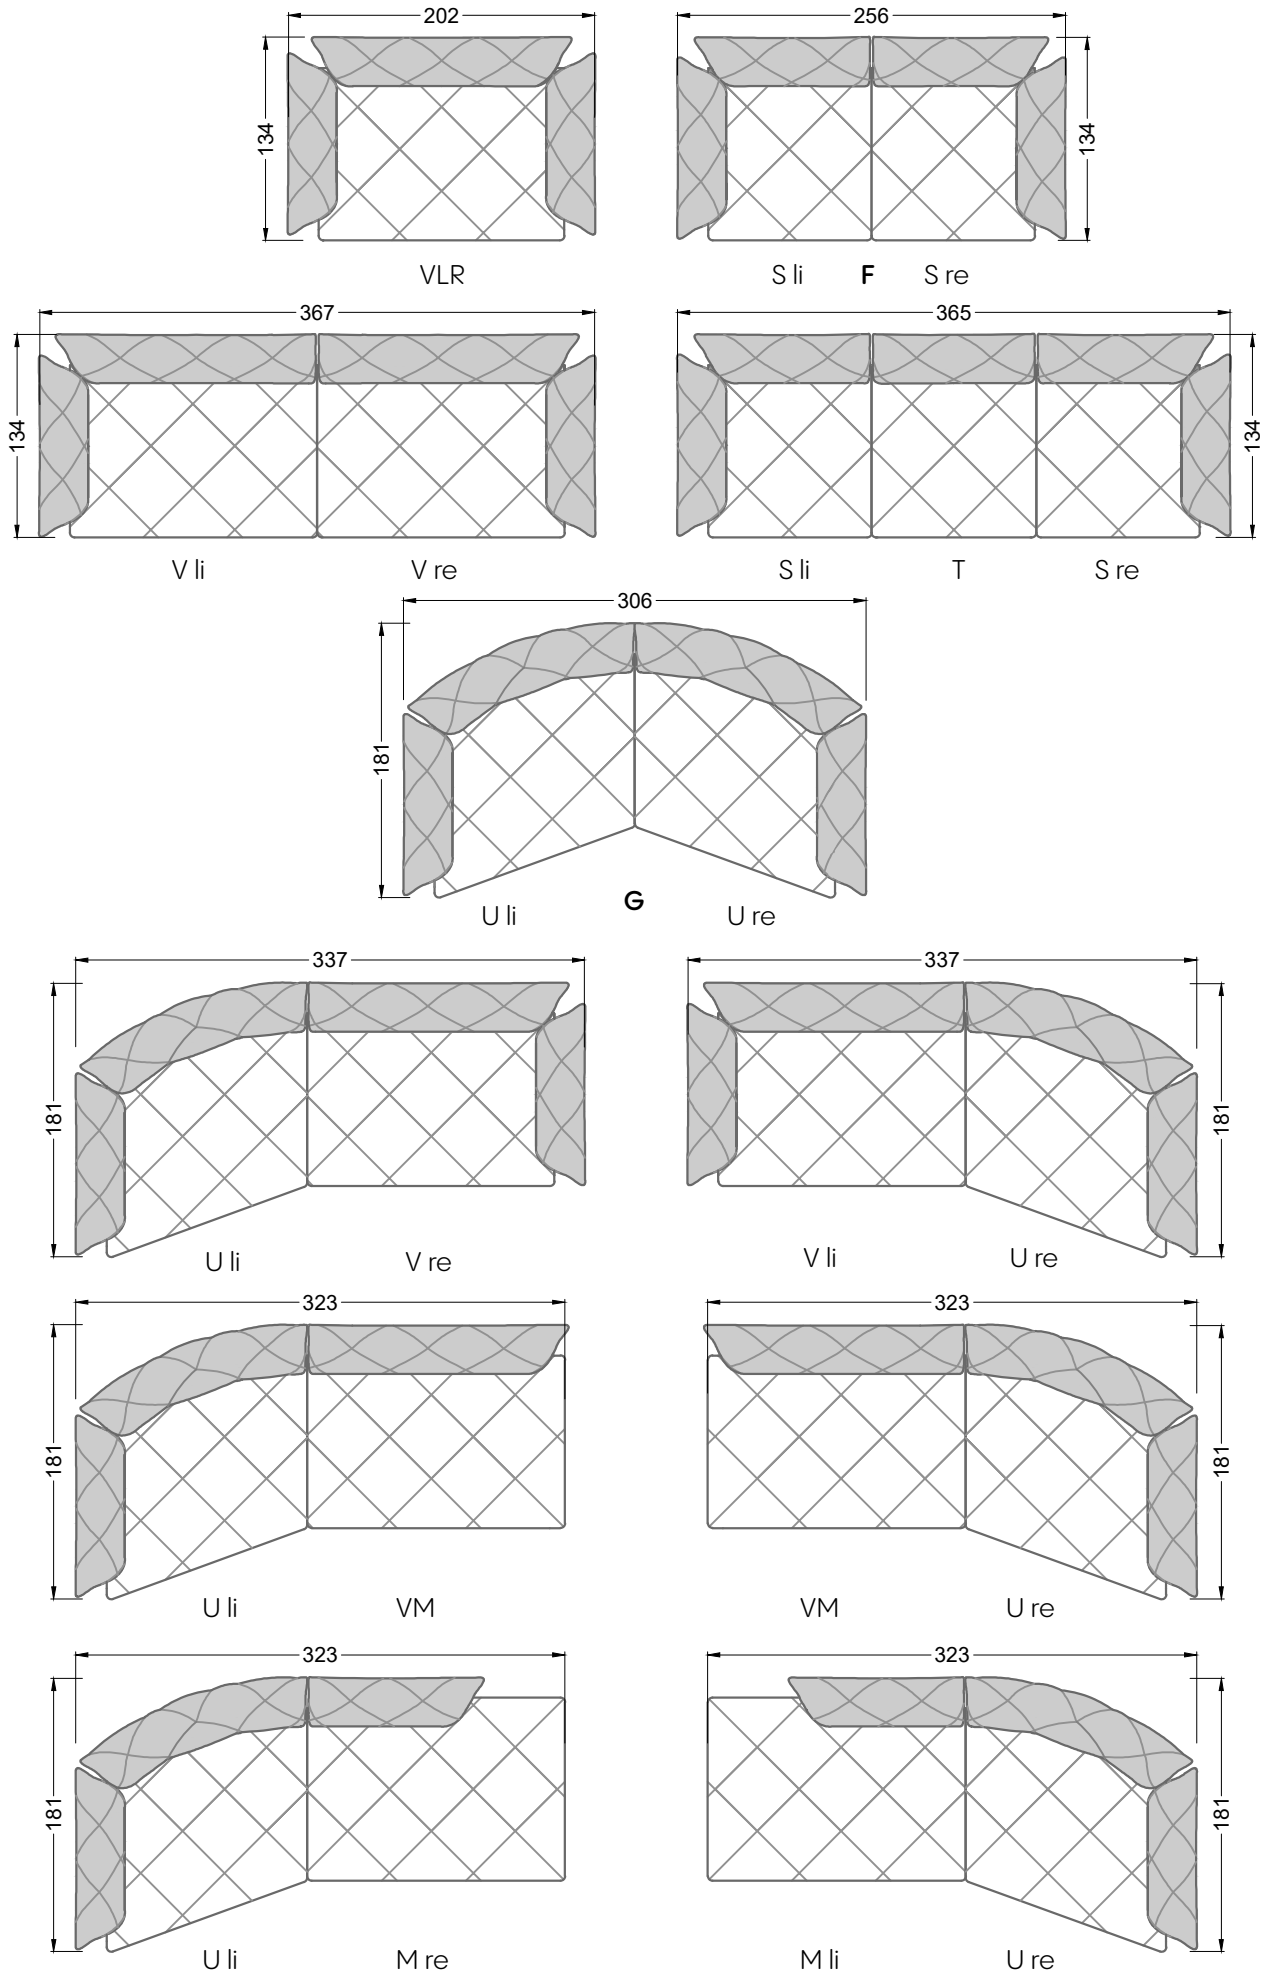 202 256
134 134
VLR S li F S re
367 365
134 134
V li V re S li T S re
306
181
U li G U re
337 337
181 181
U li V re V li U re
323 323
181 181
U li VM VM U re
323 323
181 181
U li M re M li U re